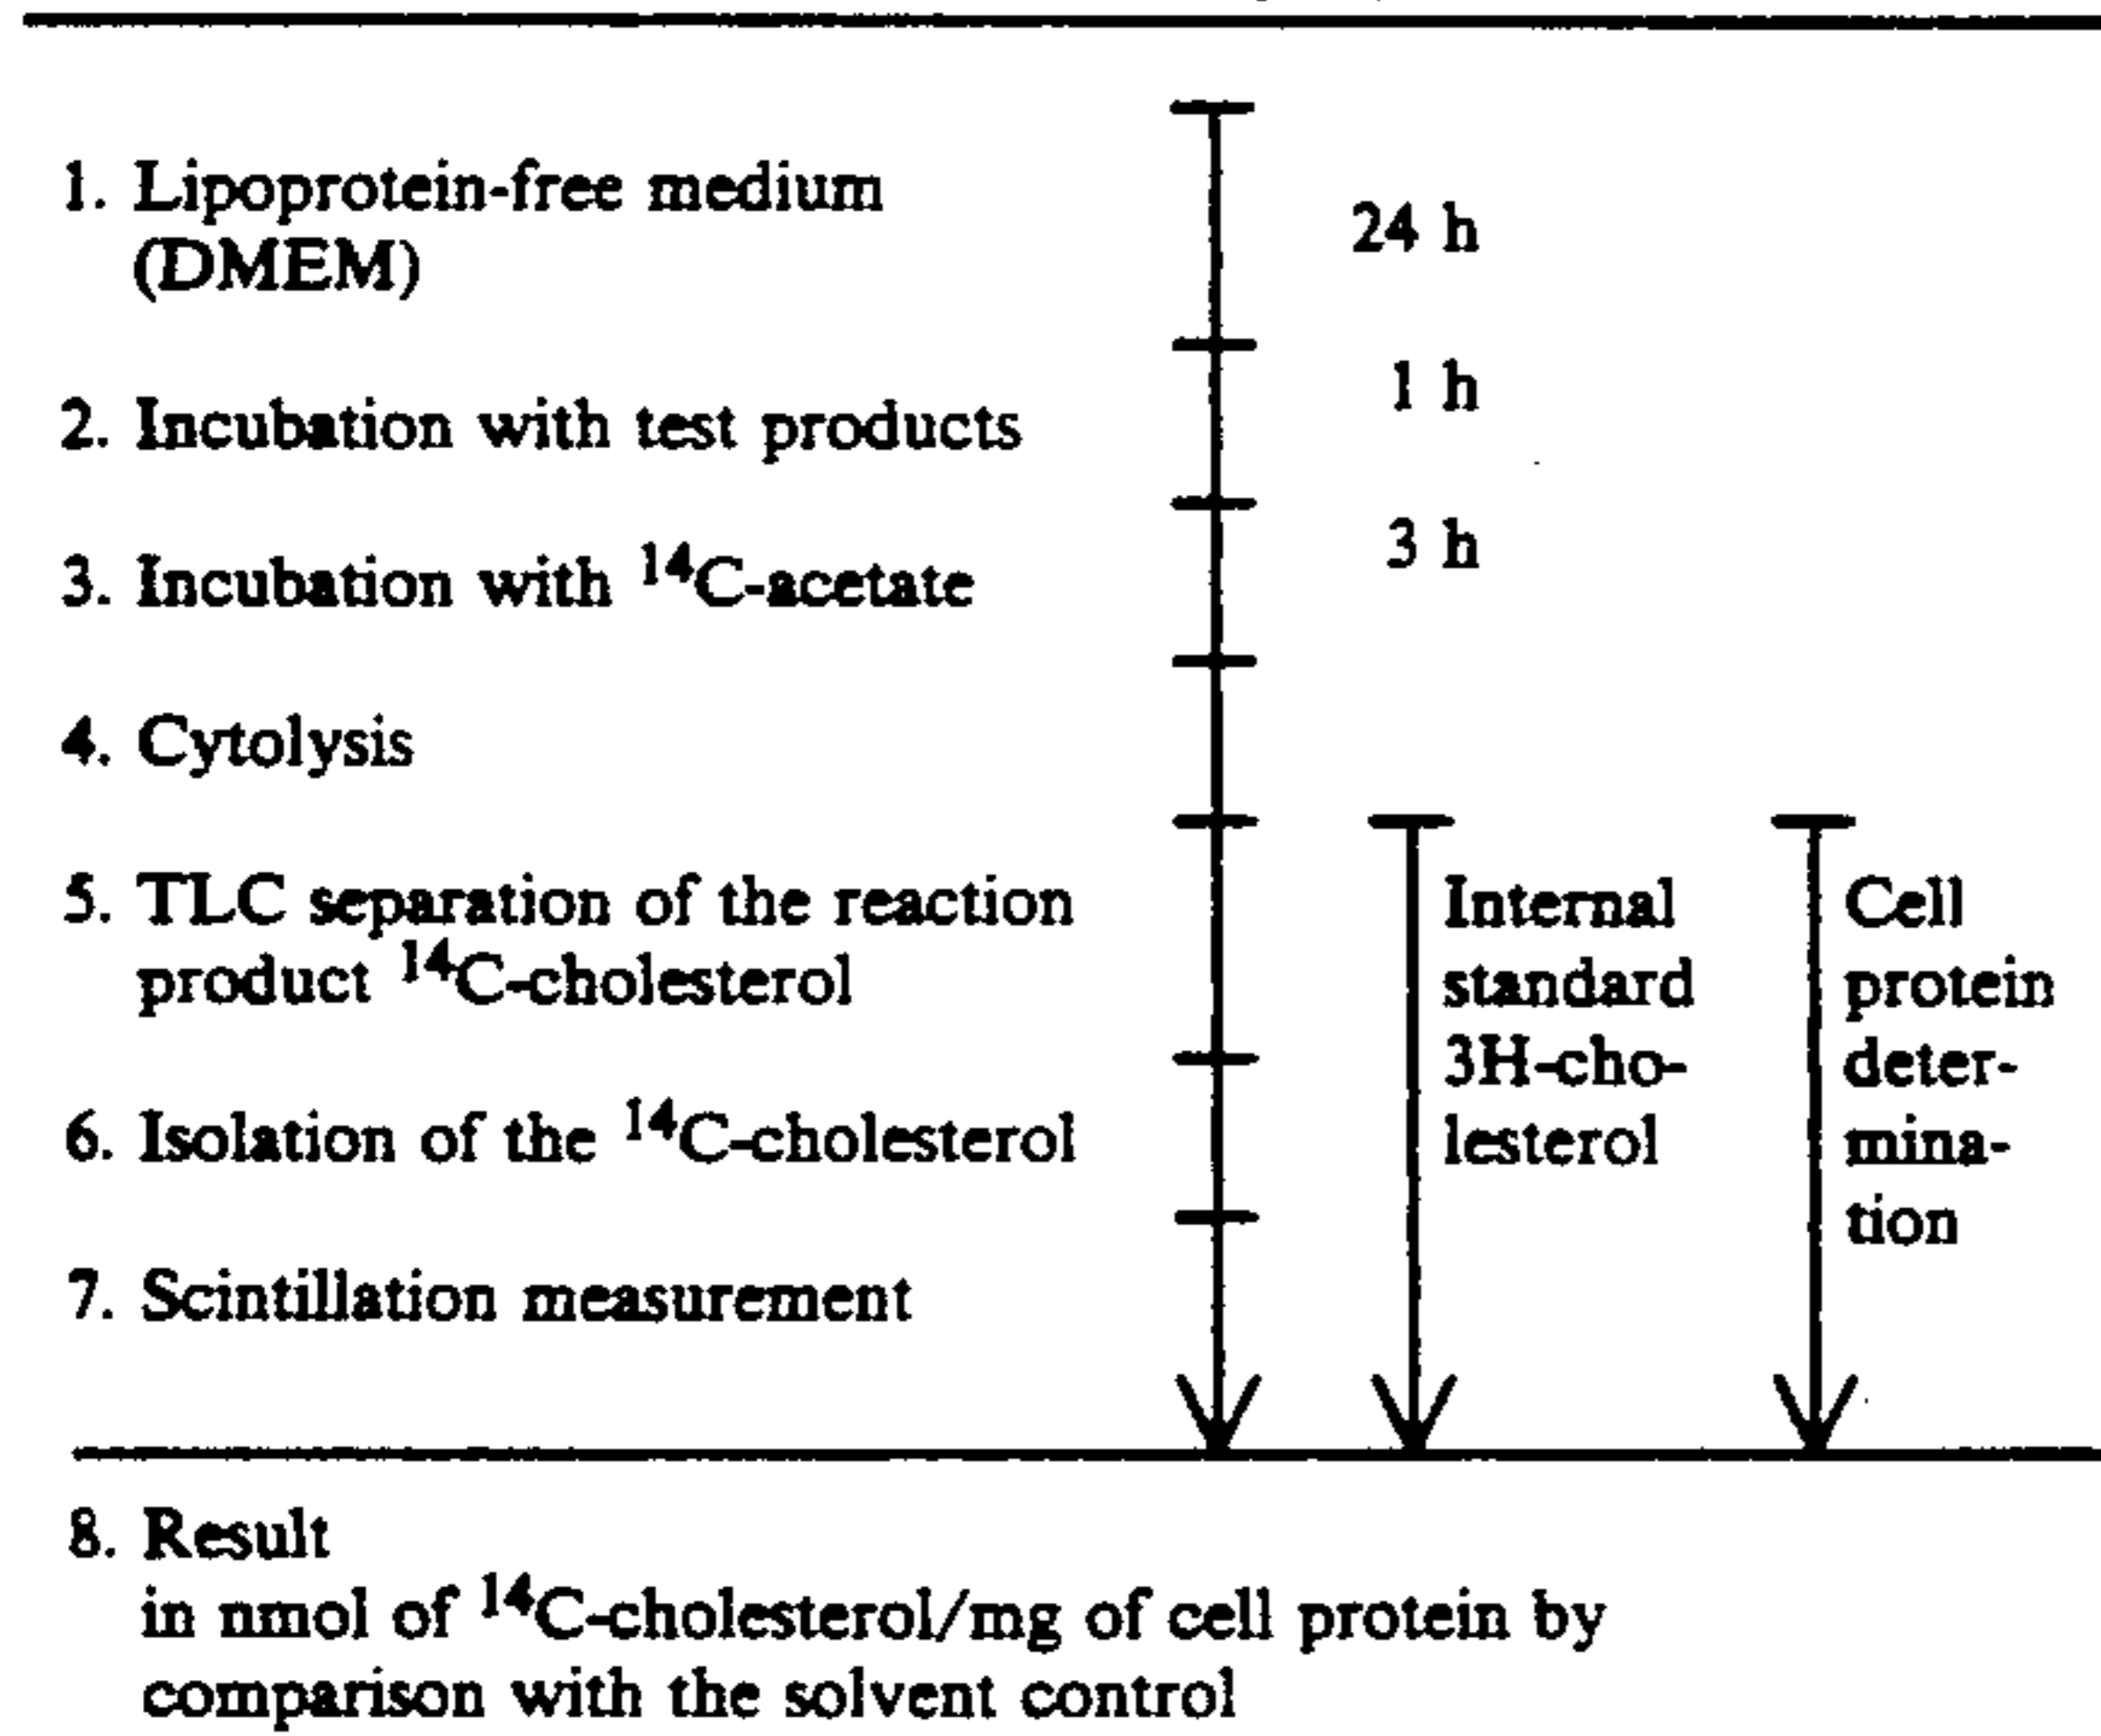 1. Lipoprotein-free medium
(DMEM)
24 h
1 h
2. Incubation with test products
3 h
3. Incubation with ¹⁴C-acetate
4. Cytolysis
5. TLC separation of the reaction
product ¹⁴C-cholesterol
6. Isolation of the ¹⁴C-cholesterol
7. Scintillation measurement
Internal
standard
3H-cho-
lesterol
Cell
protein
deter-
mina-
tion
8. Result
in nmol of ¹⁴C-cholesterol/mg of cell protein by
comparison with the solvent control